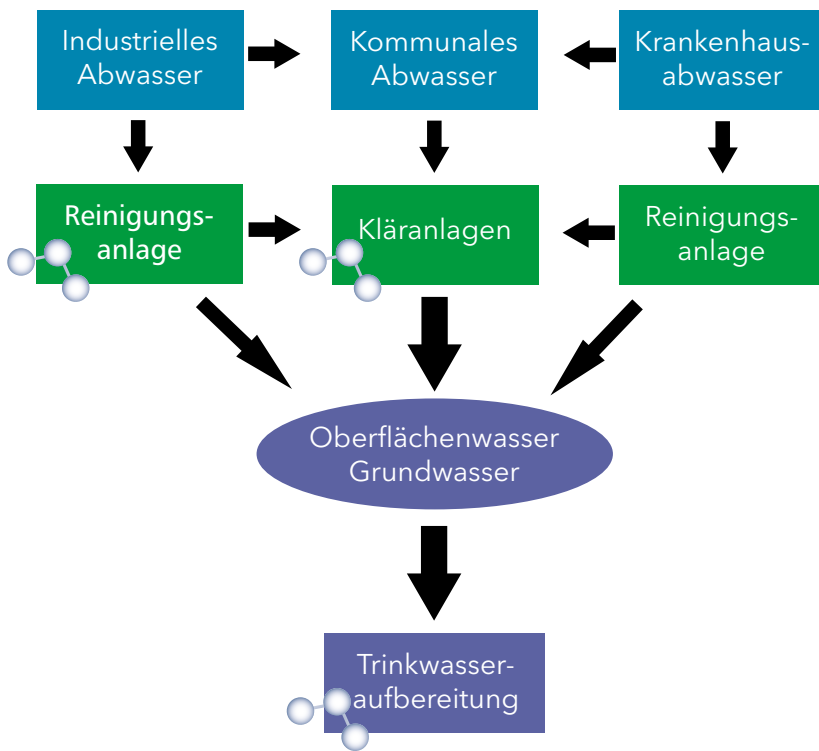 Industrielles
Abwasser
Kommunales
Abwasser
Krankenhaus-
abwasser
Reinigungs-
anlage
Kläranlagen
Reinigungs-
anlage
Oberflächenwasser
Grundwasser
Trinkwasser-
aufbereitung